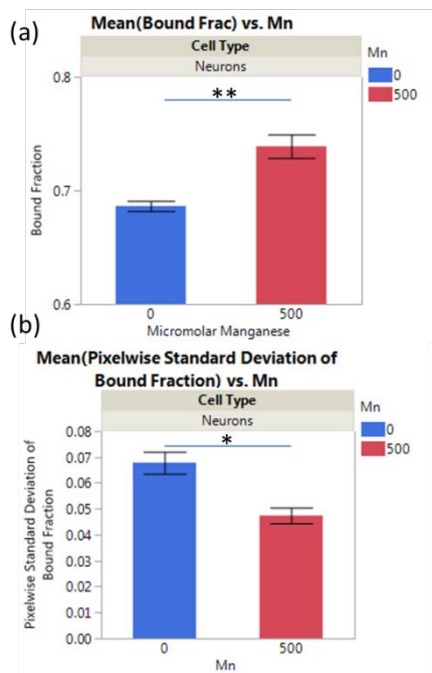 (a)
Mean(Bound Frac) vs. Mn
Cell Type
Neurons
Mn
0
500
**
0.8
0.7
0.6
Bound Fraction
0
500
Micromolar Manganese
(b)
Mean(Pixelwise Standard Deviation of
Bound Fraction) vs. Mn
Cell Type
Neurons
Mn
0
500
*
0.08
0.07
0.06
0.05
0.04
0.03
0.02
0.01
0.00
Pixelwise Standard Deviation of
Bound Fraction
0
500
Mn